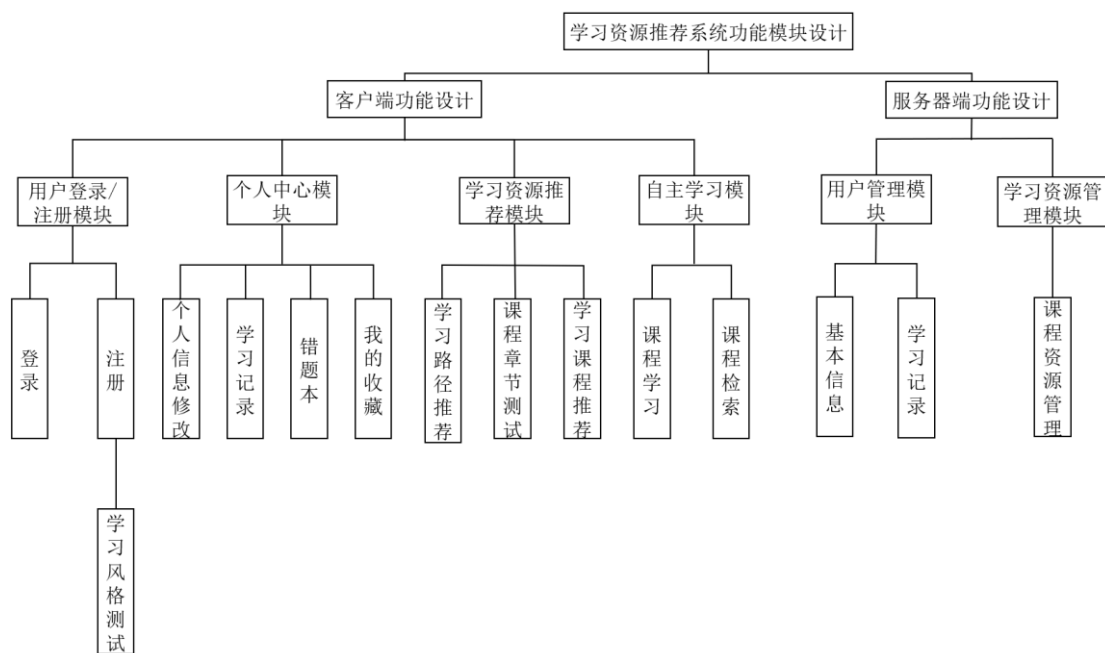 学习资源推荐系统功能模块设计
客户端功能设计
服务器端功能设计
用户登录/
注册模块
个人中心模
块
学习资源推
荐模块
自主学习模
块
用户管理模
块
学习资源管
理模块
登录
注册
个人信息修改
学习记录
错题本
我的收藏
学习路径推荐
课程章节测试
学习课程推荐
课程学习
课程检索
基本信息
学习记录
课程资源管理
学习风格测试